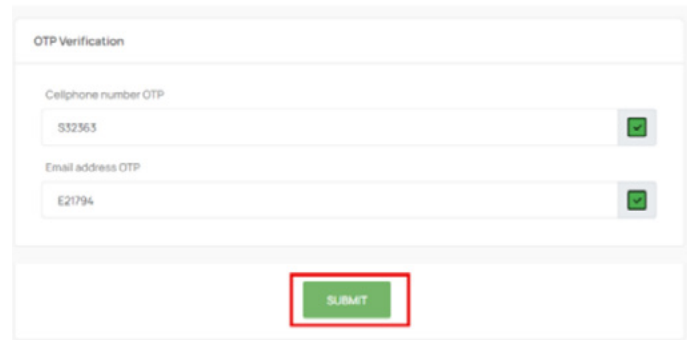 OTP Verification
Cellphone number OTP
S32363
Email address OTP
E21794
SUBMIT